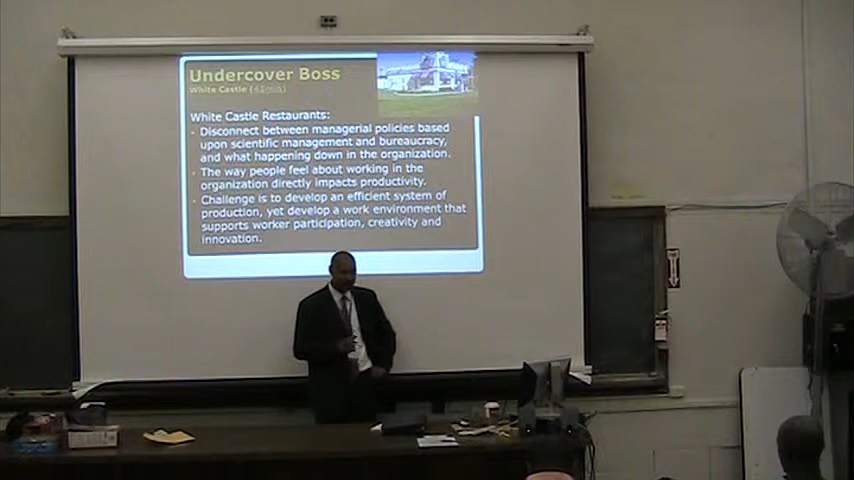 Undercover Boss
White Castle (42min)
White Castle Restaurants:
Disconnect between managerial policies based
upon scientific management and bureaucracy,
and what happening down in the organization.
The way people feel about working in the
organization directly impacts productivity.
Challenge is to develop an efficient system of
production, yet develop a work environment that
supports worker participation, creativity and
innovation.